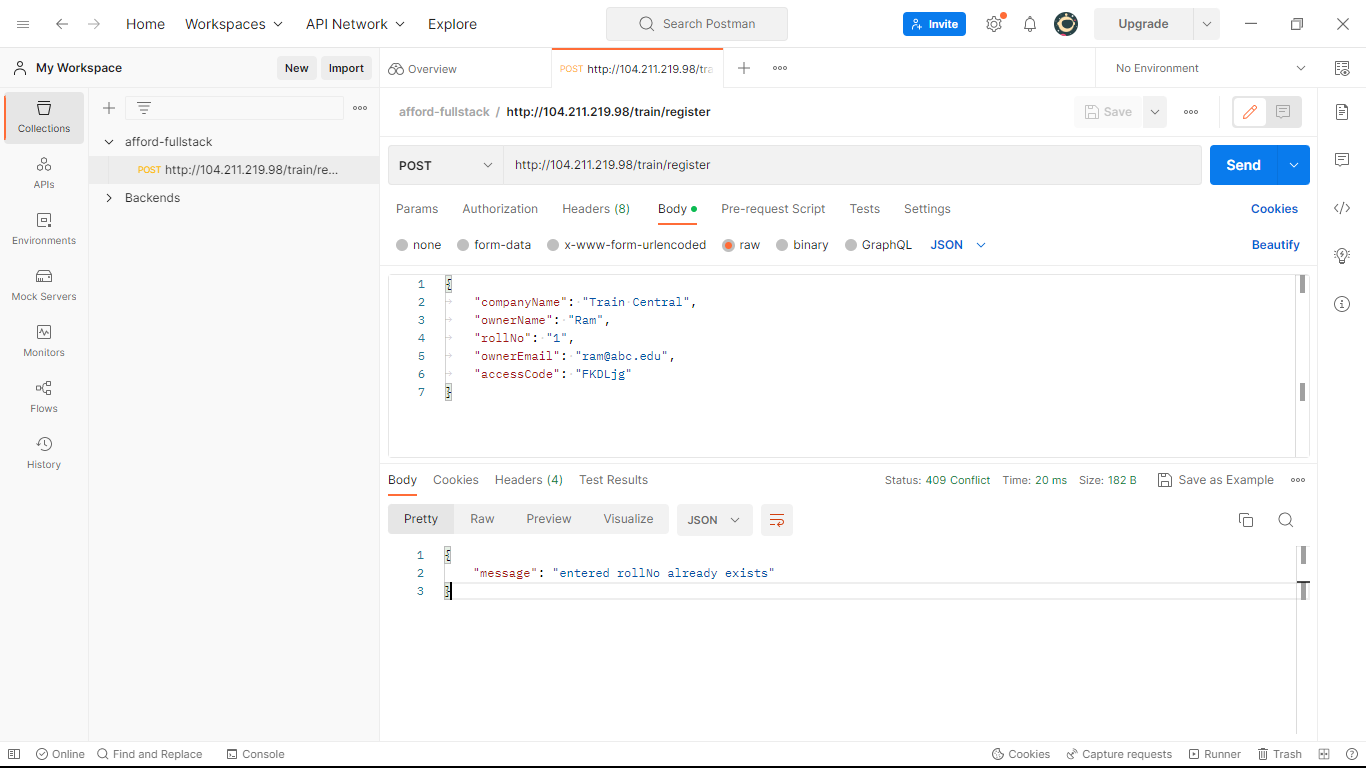 Home Workspaces API Network Explore Search Postman Invite Upgrade
My Workspace New Import Overview POST http://104.211.219.98/tra No Environment
Collections
APIs
Environments
Mock Servers
Monitors
Flows
History
afford-fullstack
POST http://104.211.219.98/train/re...
Backends
afford-fullstack / http://104.211.219.98/train/register Save
POST http://104.211.219.98/train/register Send
Params Authorization Headers (8) Body Pre-request Script Tests Settings Cookies
none form-data x-www-form-urlencoded raw binary GraphQL JSON Beautify
1 {
2 "companyName": "Train Central",
3 "ownerName": "Ram",
4 "rollNo": "1",
5 "ownerEmail": "ram@abc.edu",
6 "accessCode": "FKDLjg"
7 }
Body Cookies Headers (4) Test Results Status: 409 Conflict Time: 20 ms Size: 182 B Save as Example
Pretty Raw Preview Visualize JSON
1 {
2 "message": "entered rollNo already exists"
3 }
Online Find and Replace Console Cookies Capture requests Runner Trash